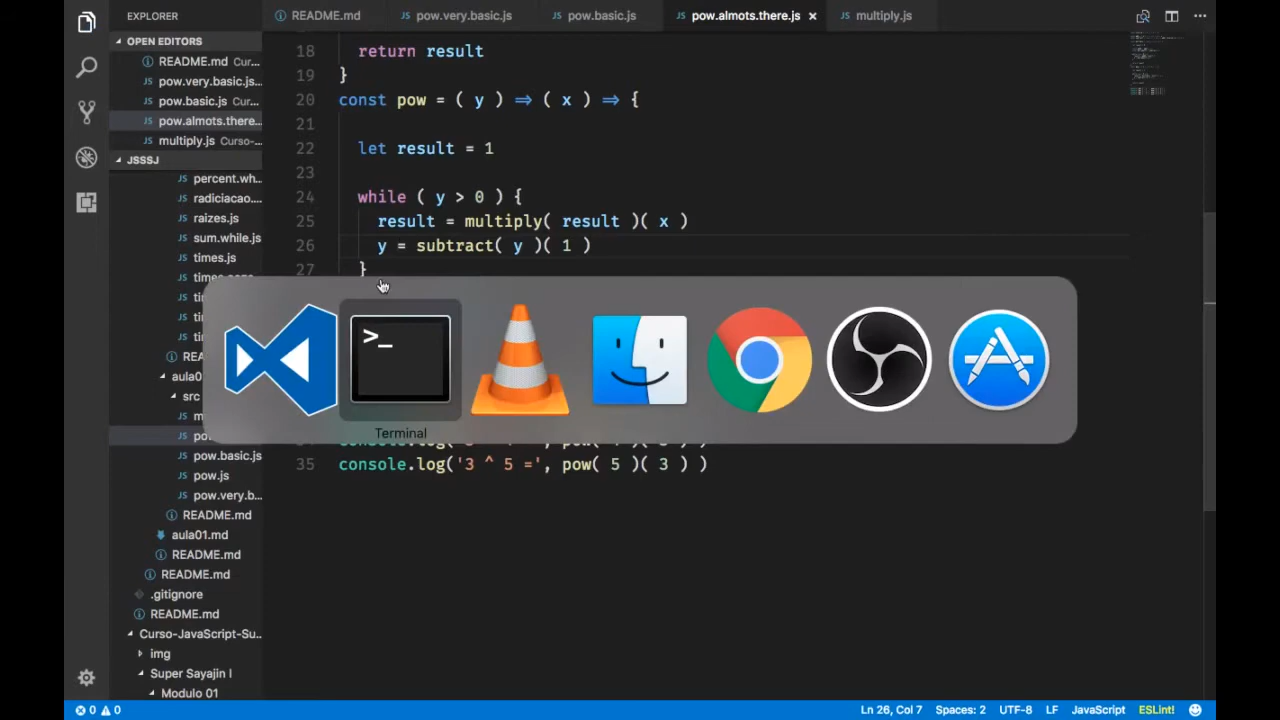 EXPLORER
OPEN EDITORS
README.md Cur...
pow.very.basic.js...
pow.basic.js Cur...
pow.almots.there...
multiply.js Curso-...
JSSSJ
percent.wh...
radiciacao....
raizes.js
sum.while.js
times.js
aula0
src
pow.basic.js
pow.js
pow.very.b...
README.md
aula01.md
README.md
README.md
.gitignore
README.md
Curso-JavaScript-Su...
img
Super Sayajin I
Modulo 01
README.md pow.very.basic.js pow.basic.js pow.almots.there.js × multiply.js
18 return result
19 }
20 const pow = ( y ) => ( x ) => {
21
22 let result = 1
23
24 while ( y > 0 ) {
25 result = multiply( result )( x )
26 y = subtract( y )( 1 )
27 }
>_
Terminal
35 console.log('3 ^ 5 =', pow( 5 )( 3 ) )
0 0
Ln 26, Col 7 Spaces: 2 UTF-8 LF JavaScript ESLint!